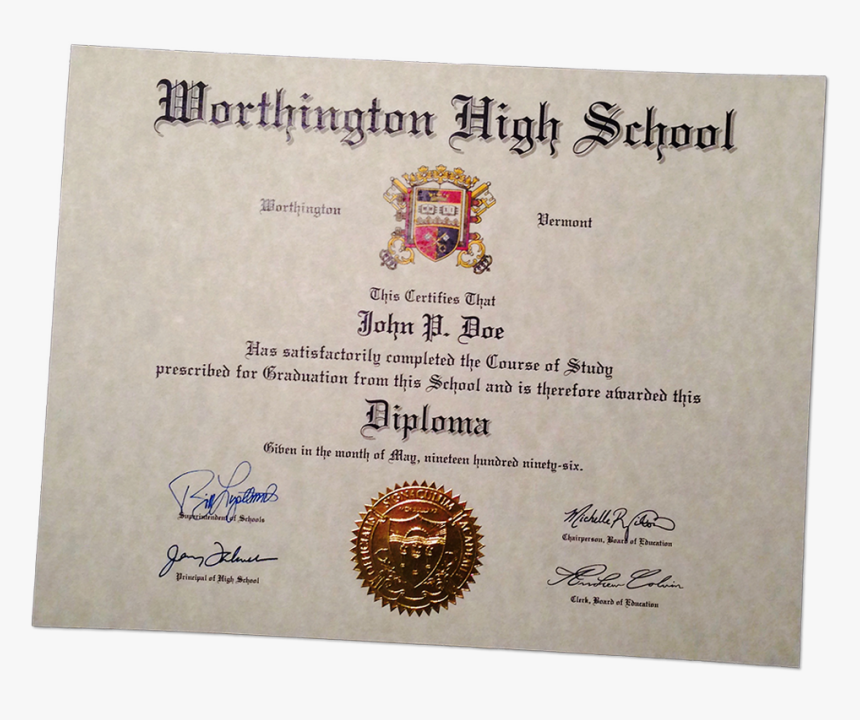 Worthington High School
Worthington
Vermont
This Certifies That
John P. Doe
Has satisfactorily completed the Course of Study
prescribed for Graduation from this School and is therefore awarded this
Diploma
Given in the month of May, nineteen hundred ninety-six.
Superintendent of Schools
Principal of High School
Chairperson, Board of Education
Clerk, Board of Education